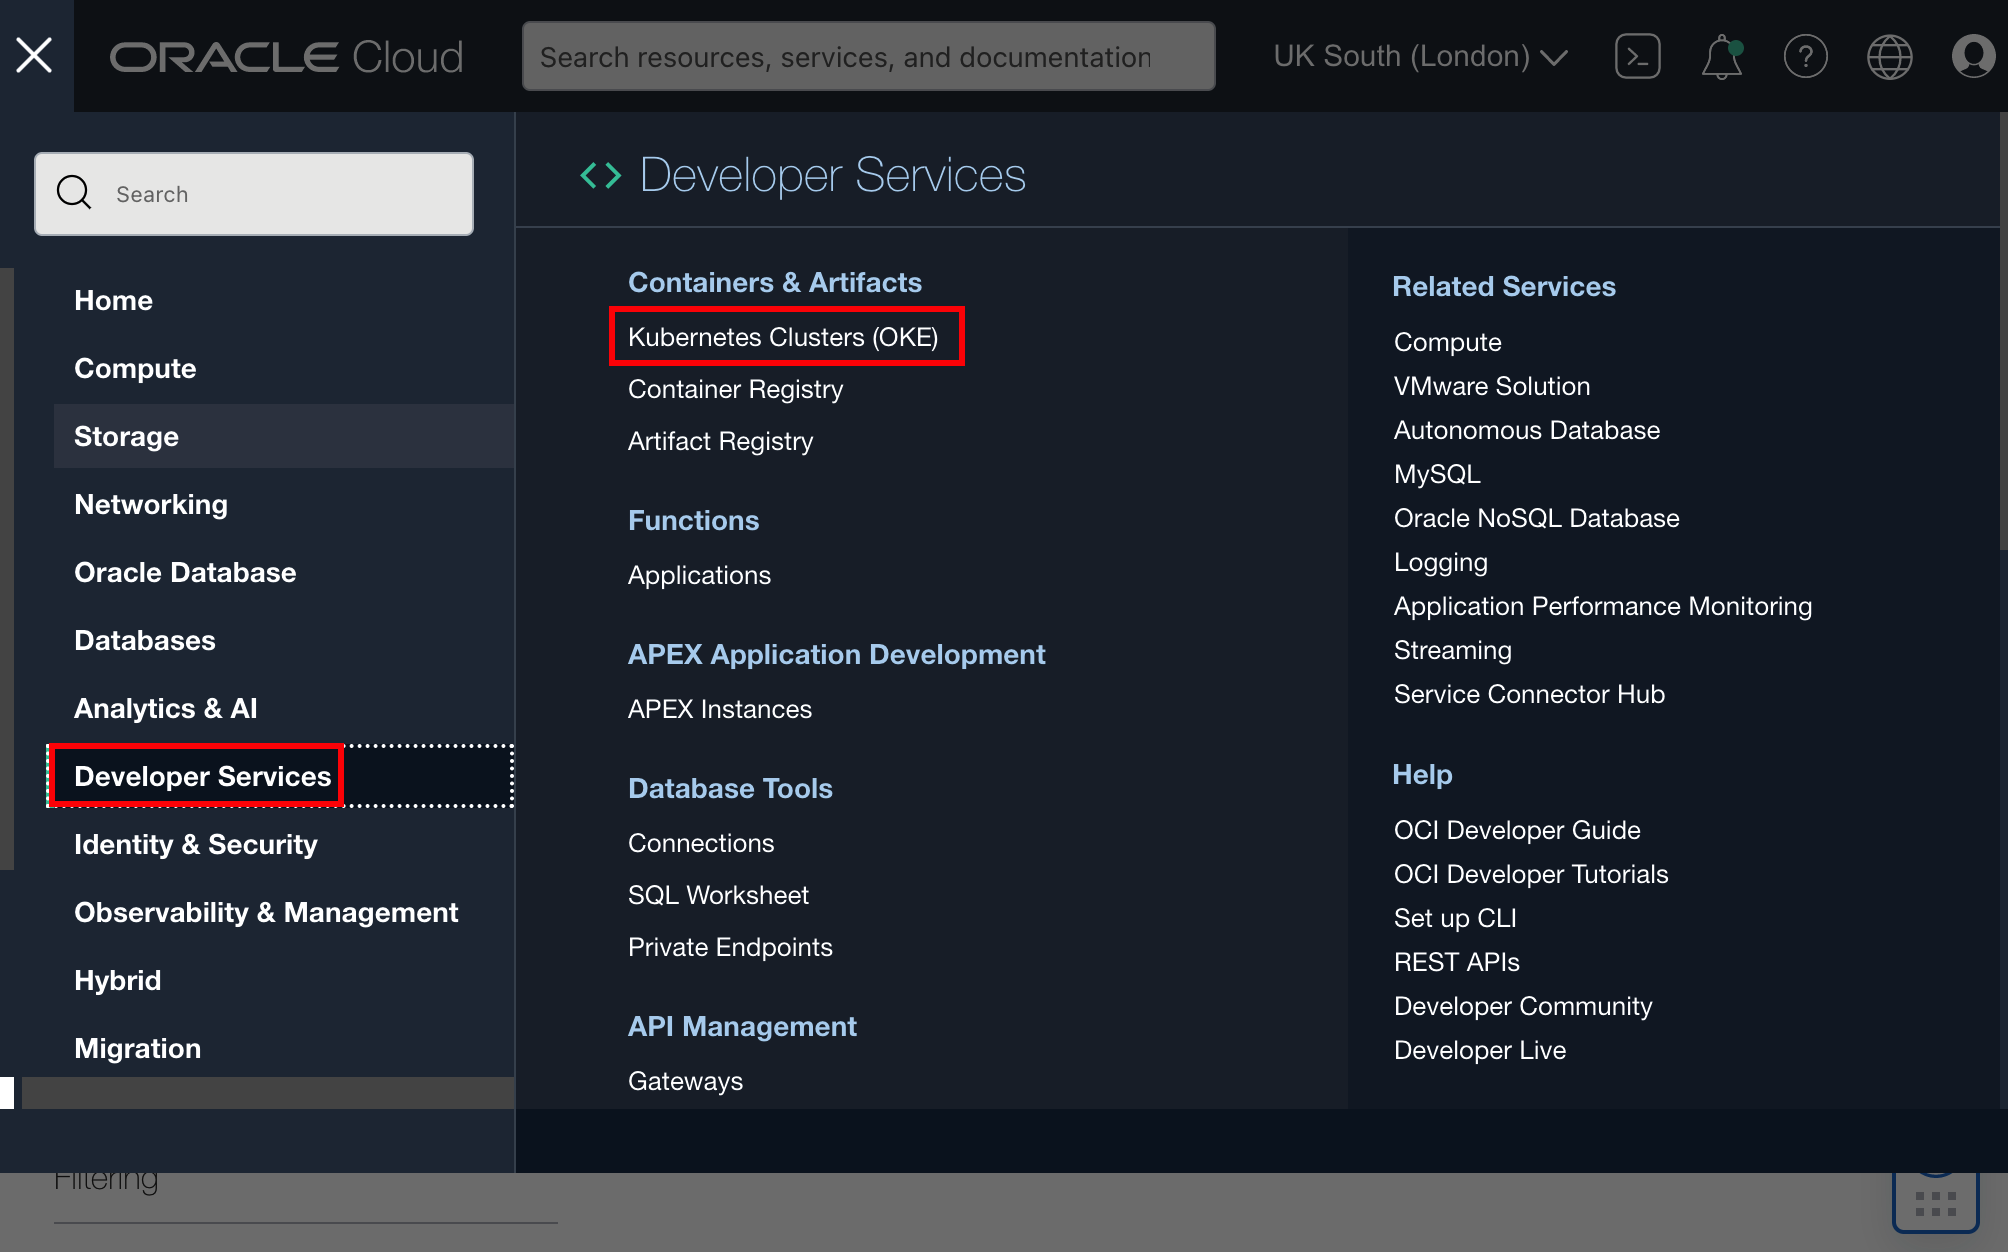 ORACLE Cloud
Search resources, services, and documentation
UK South (London)
Search
Home
Compute
Storage
Networking
Oracle Database
Databases
Analytics & AI
Developer Services
Identity & Security
Observability & Management
Hybrid
Migration
Developer Services
Containers & Artifacts
Kubernetes Clusters (OKE)
Container Registry
Artifact Registry
Functions
Applications
APEX Application Development
APEX Instances
Database Tools
Connections
SQL Worksheet
Private Endpoints
API Management
Gateways
Related Services
Compute
VMware Solution
Autonomous Database
MySQL
Oracle NoSQL Database
Logging
Application Performance Monitoring
Streaming
Service Connector Hub
Help
OCI Developer Guide
OCI Developer Tutorials
Set up CLI
REST APIs
Developer Community
Developer Live
Filtering